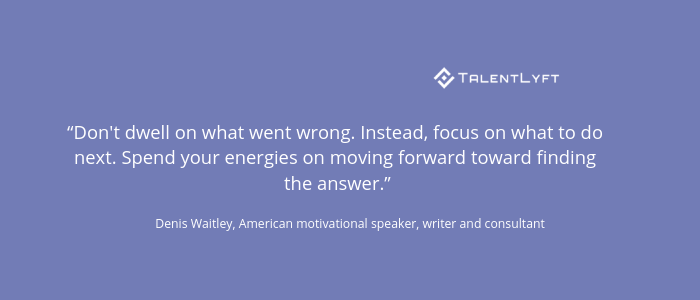 TALENTLYFT
“Don't dwell on what went wrong. Instead, focus on what to do
next. Spend your energies on moving forward toward finding
the answer.”
Denis Waitley, American motivational speaker, writer and consultant